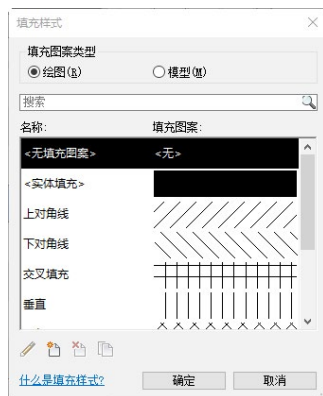 填充样式
填充图案类型
绘图(R)
模型(M)
搜索
名称:
填充图案:
<无填充图案>
<无>
<实体填充>
上对角线
下对角线
交叉填充
垂直
什么是填充样式?
确定
取消